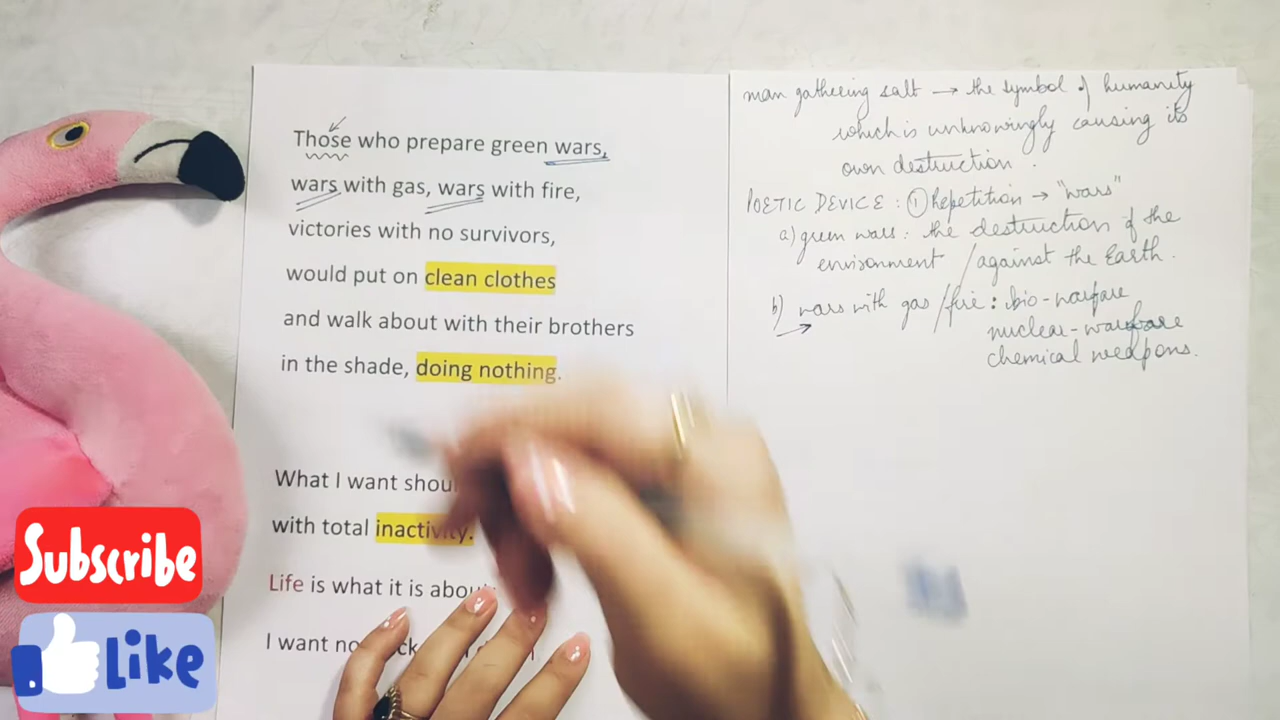 Those who prepare green wars,
wars with gas, wars with fire,
victories with no survivors,
would put on clean clothes
and walk about with their brothers
in the shade, doing nothing.
What I want
with total inactivity.
Life is what it is
I want
man gathering salt → the symbol of humanity
which is unknowingly causing its
own destruction.
POETIC DEVICE: ① Repetition → "wars"
a) green wars: the destruction of the
environment / against the Earth.
b) wars with gas / fire: bio-warfare
nuclear-warfare
chemical weapons.
Subscribe
Like